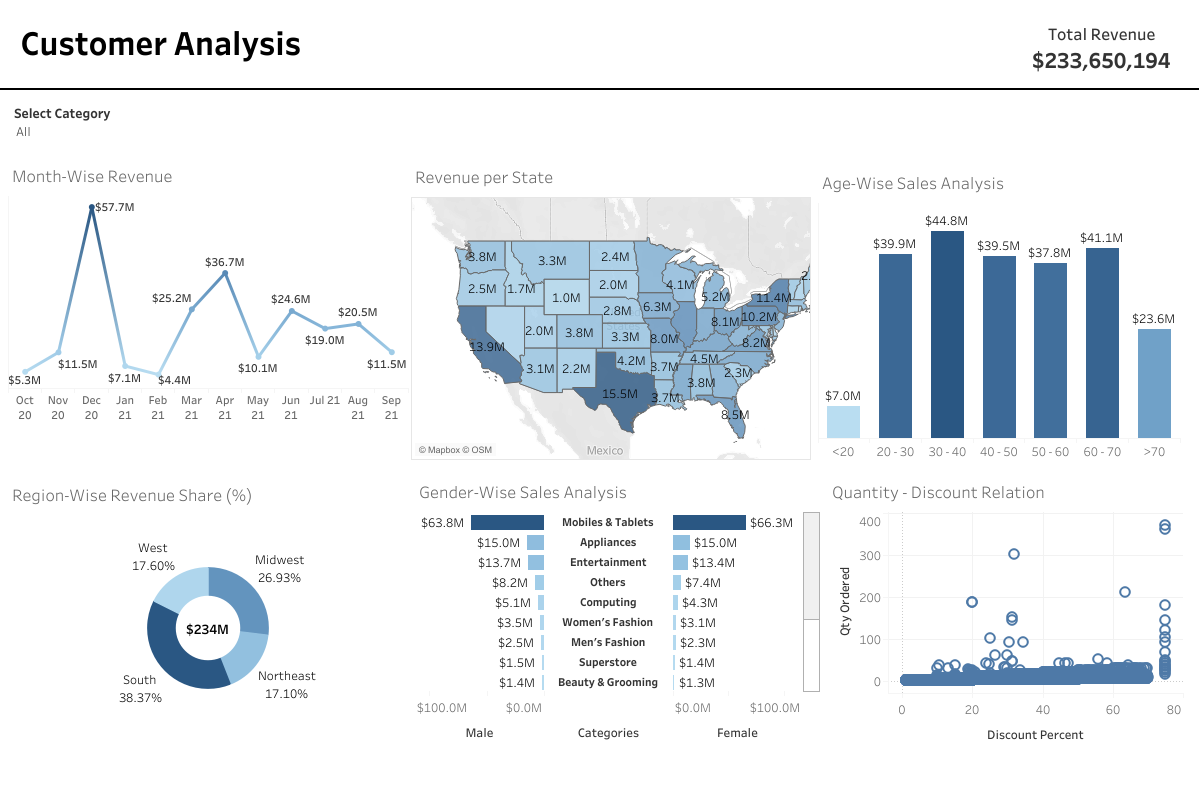 Customer Analysis
Total Revenue
$233,650,194
Select Category
All
Month-Wise Revenue
$57.7M
$36.7M
$25.2M
$24.6M
$20.5M
$19.0M
$11.5M
$11.5M
$10.1M
$7.1M
$5.3M
$4.4M
Oct 20
Nov 20
Dec 20
Jan 21
Feb 21
Mar 21
Apr 21
May 21
Jun 21
Jul 21
Aug 21
Sep 21
Revenue per State
3.8M
3.3M
2.4M
2.5M
1.7M
1.0M
2.0M
4.1M
5.2M
11.4M
2.8M
6.3M
8.1M
10.2M
13.9M
2.0M
3.8M
3.3M
8.0M
8.2M
3.1M
2.2M
4.2M
3.7M
4.5M
2.3M
3.8M
15.5M
3.7M
8.5M
Mexico
© Mapbox © OSM
Age-Wise Sales Analysis
$7.0M
$39.9M
$44.8M
$39.5M
$37.8M
$41.1M
$23.6M
<20
20 - 30
30 - 40
40 - 50
50 - 60
60 - 70
>70
Region-Wise Revenue Share (%)
West
17.60%
Midwest
26.93%
$234M
South
38.37%
Northeast
17.10%
Gender-Wise Sales Analysis
$63.8M Mobiles & Tablets $66.3M
$15.0M Appliances $15.0M
$13.7M Entertainment $13.4M
$8.2M Others $7.4M
$5.1M Computing $4.3M
$3.5M Women's Fashion $3.1M
$2.5M Men's Fashion $2.3M
$1.5M Superstore $1.4M
$1.4M Beauty & Grooming $1.3M
$100.0M $0.0M $0.0M $100.0M
Male Categories Female
Quantity - Discount Relation
Qty Ordered
400
300
200
100
0
0 20 40 60 80
Discount Percent